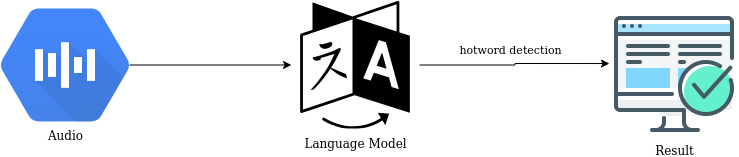 hotword detection
Audio
Language Model
Result
A